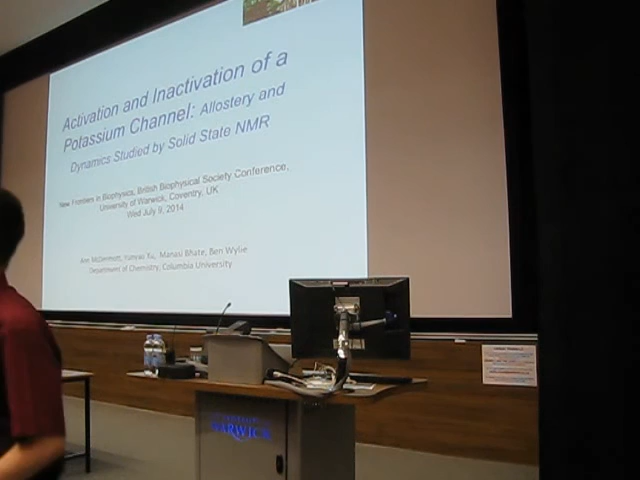 Activation and Inactivation of a
Potassium Channel: Allostery and
Dynamics Studied by Solid State NMR
New Frontiers in Biophysics, British Biophysical Society Conference,
University of Warwick, Coventry, UK
Wed July 9, 2014
Ann McDermott, Yunyao Xu, Manasi Bhate, Ben Wylie
Department of Chemistry, Columbia University
WARWICK